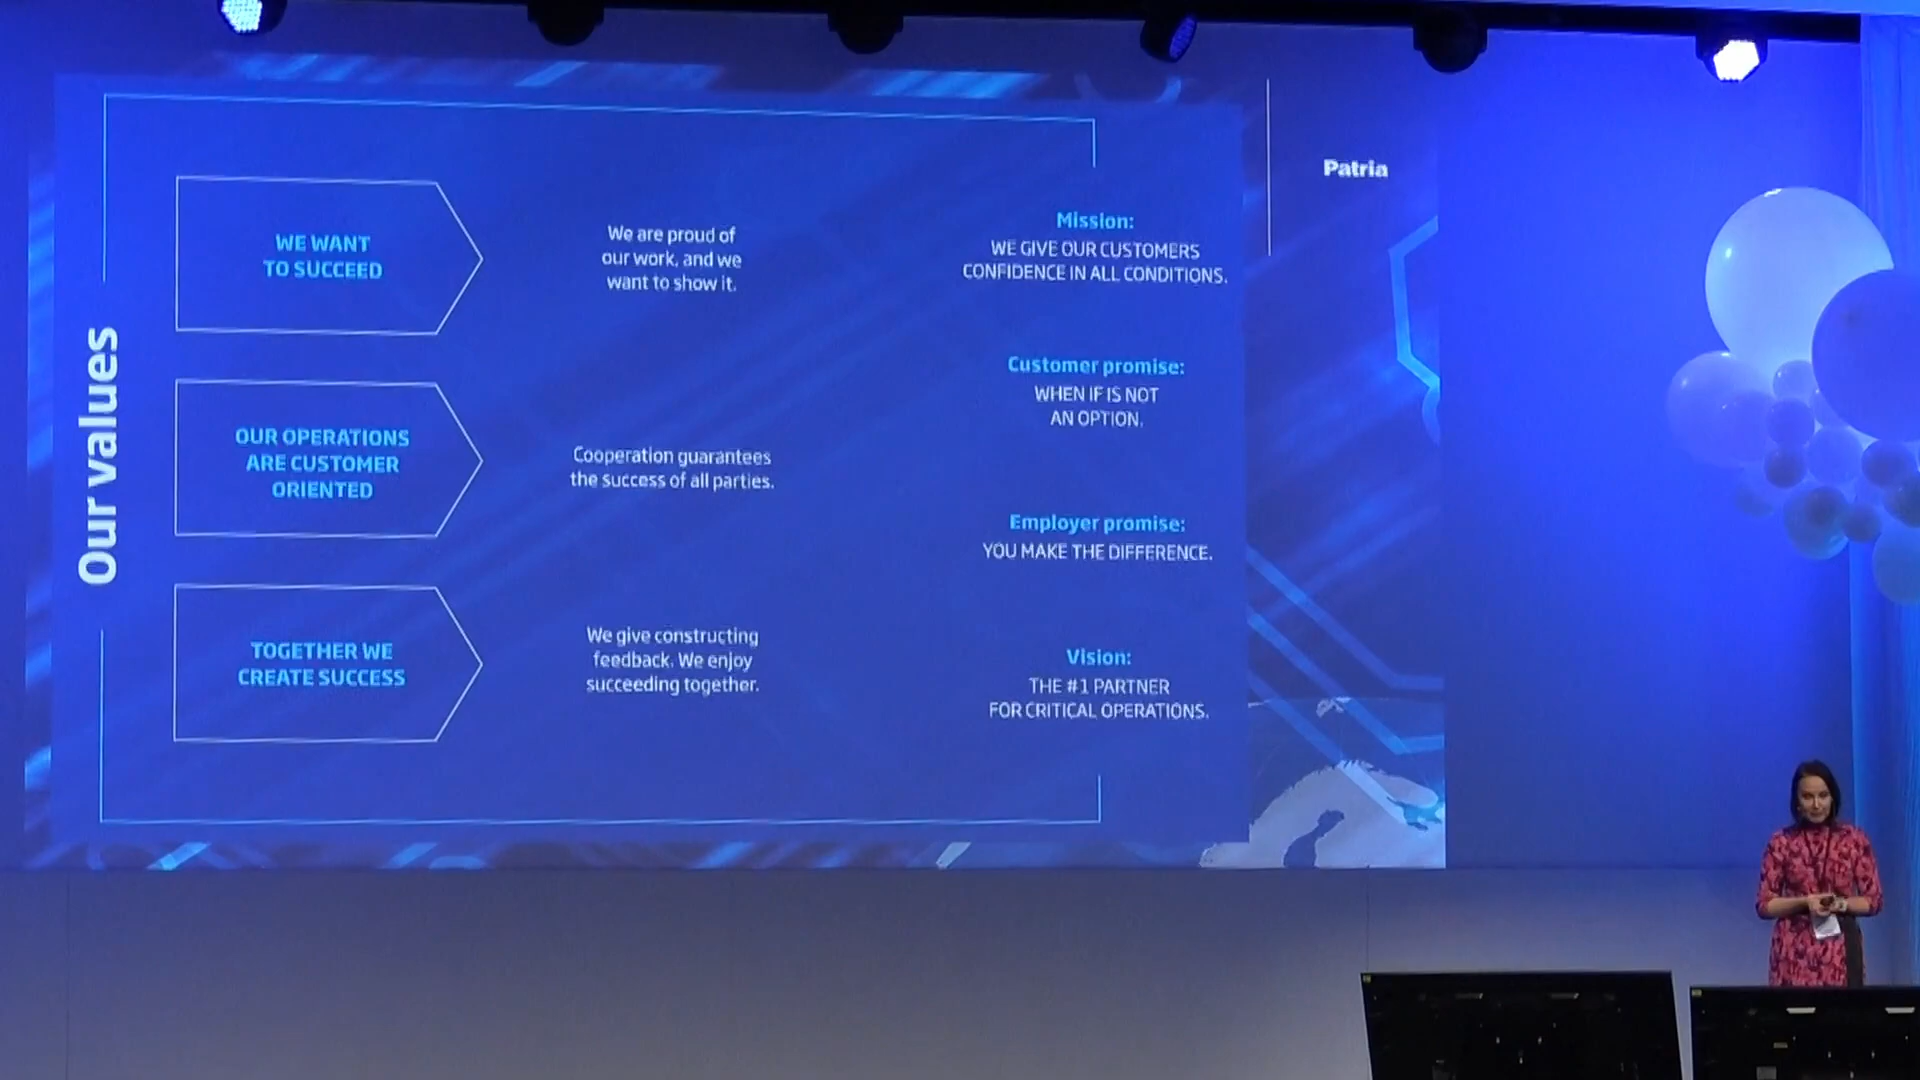 Our values
WE WANT
TO SUCCEED
We are proud of
our work, and we
want to show it.
OUR OPERATIONS
ARE CUSTOMER
ORIENTED
Cooperation guarantees
the success of all parties.
TOGETHER WE
CREATE SUCCESS
We give constructing
feedback. We enjoy
succeeding together.
Mission:
WE GIVE OUR CUSTOMERS
CONFIDENCE IN ALL CONDITIONS.
Customer promise:
WHEN IF IS NOT
AN OPTION.
Employer promise:
YOU MAKE THE DIFFERENCE.
Vision:
THE #1 PARTNER
FOR CRITICAL OPERATIONS.
Patria